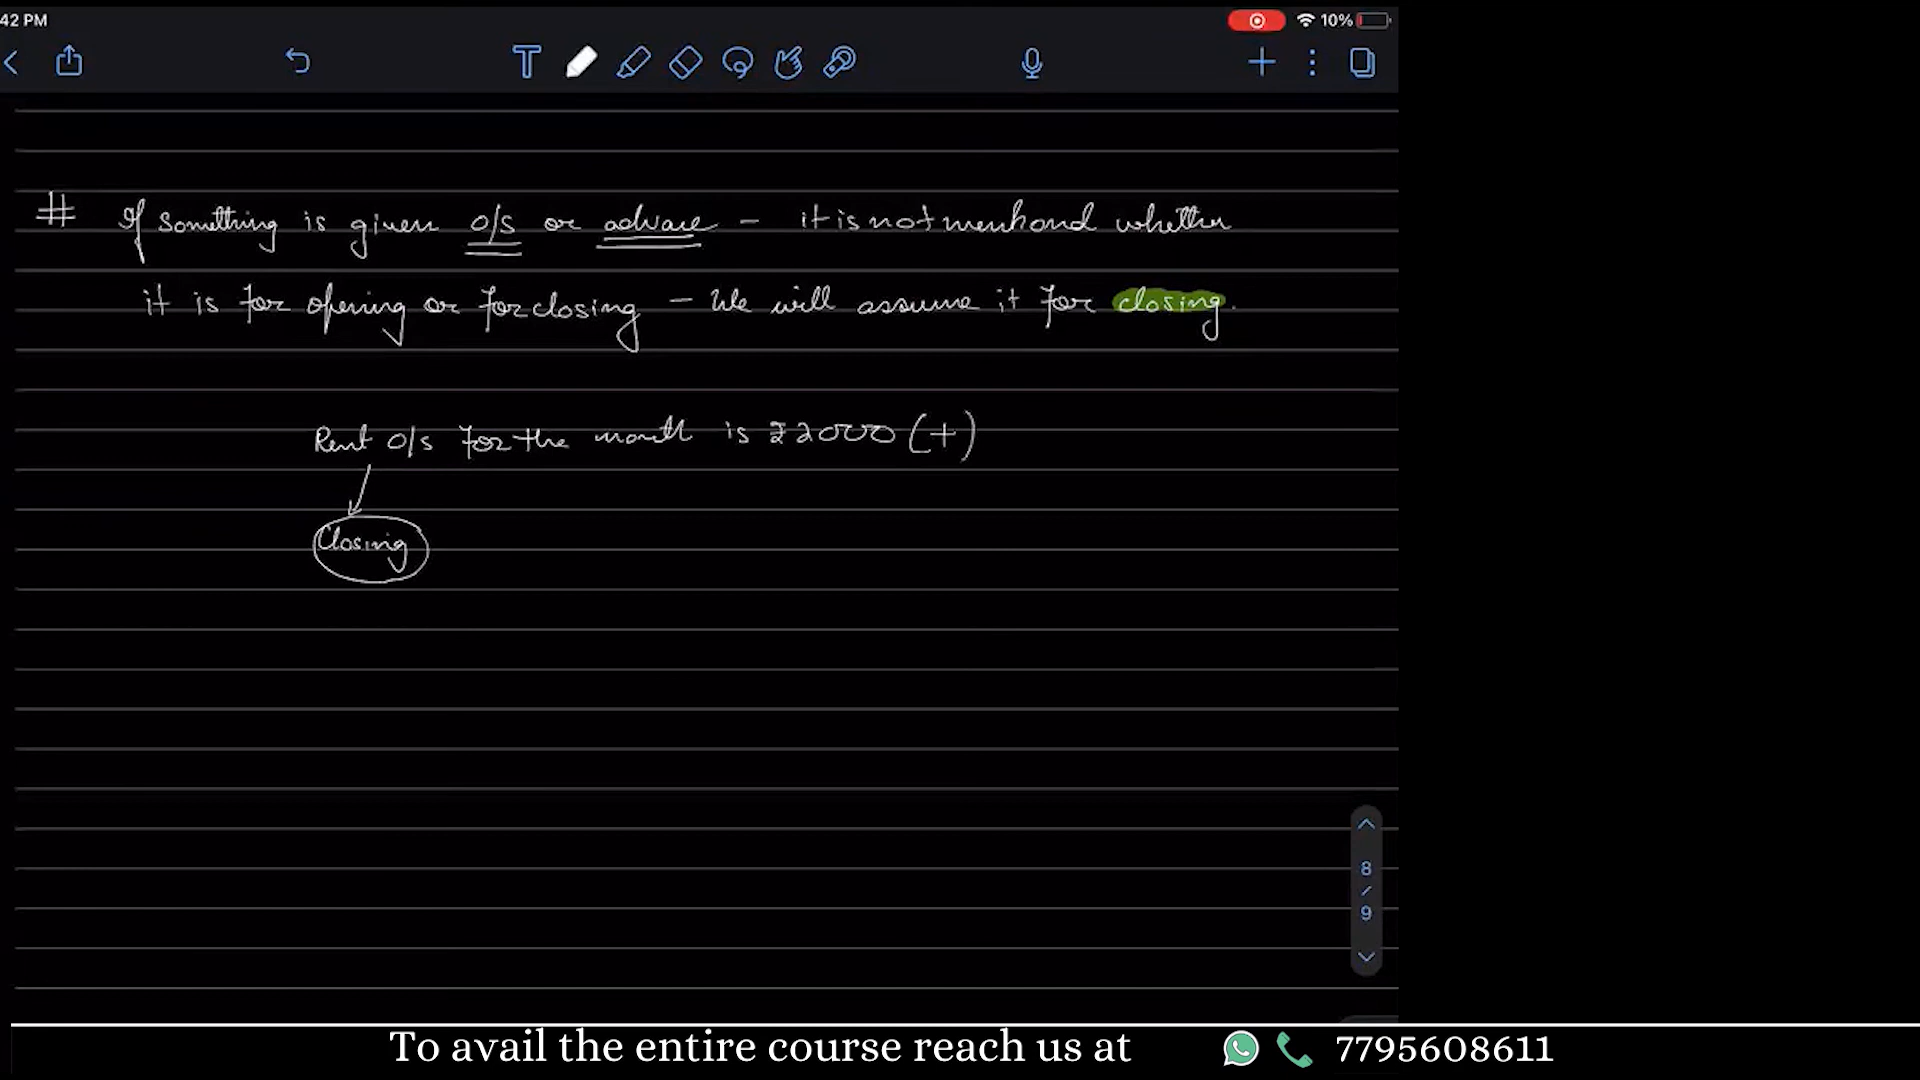 42 PM
10%
T
# If something is given o/s or advace - it is not menhond whether
it is for opening or for closing - We will assume it for closing.
Rent o/s for the month is ₹2000 (+)
Closing
8
/
9
To avail the entire course reach us at 7795608611